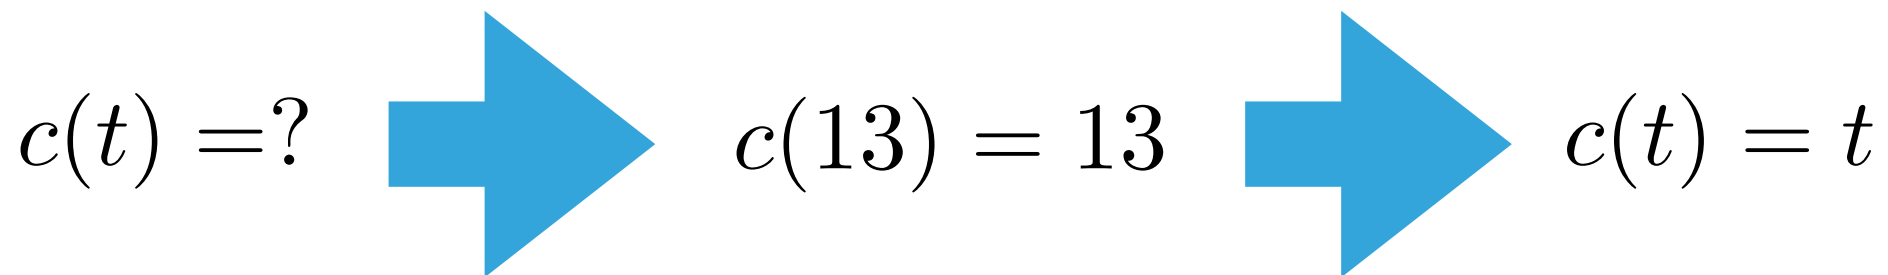 c(t) =? c(13) = 13 c(t) = t